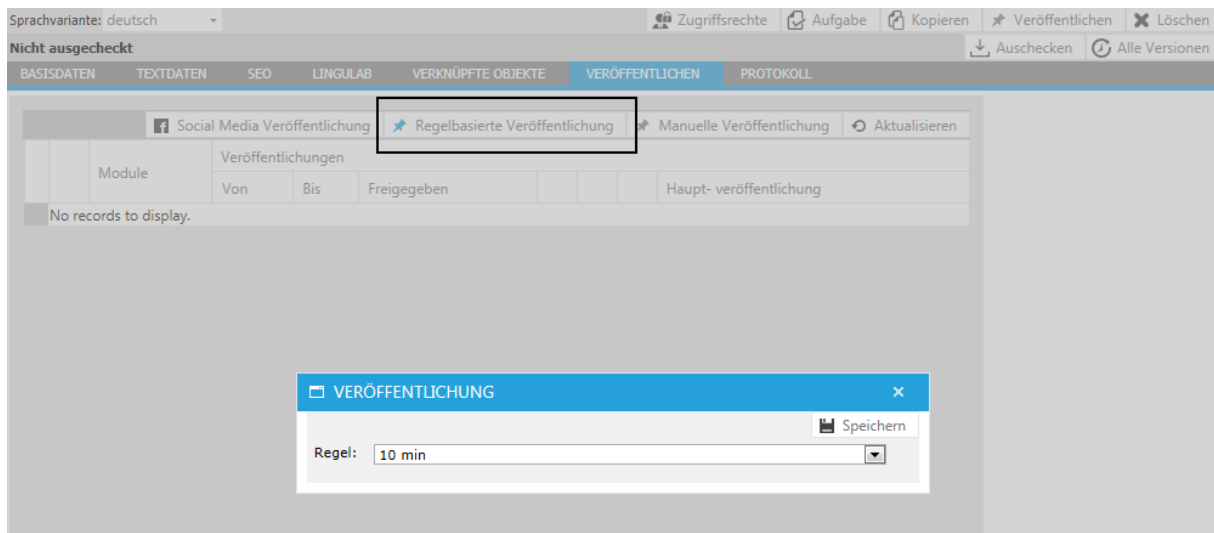 Sprachvariante: deutsch Zugriffsrechte Aufgabe Kopieren Veröffentlichen Löschen
Nicht ausgecheckt Auschecken Alle Versionen
BASISDATEN TEXTDATEN SEO LINGULAB VERKNÜPFTE OBJEKTE VERÖFFENTLICHEN PROTOKOLL
Social Media Veröffentlichung Regelbasierte Veröffentlichung Manuelle Veröffentlichung Aktualisieren
Module Veröffentlichungen
Von Bis Freigegeben Haupt- veröffentlichung
No records to display.
VERÖFFENTLICHUNG
Speichern
Regel: 10 min